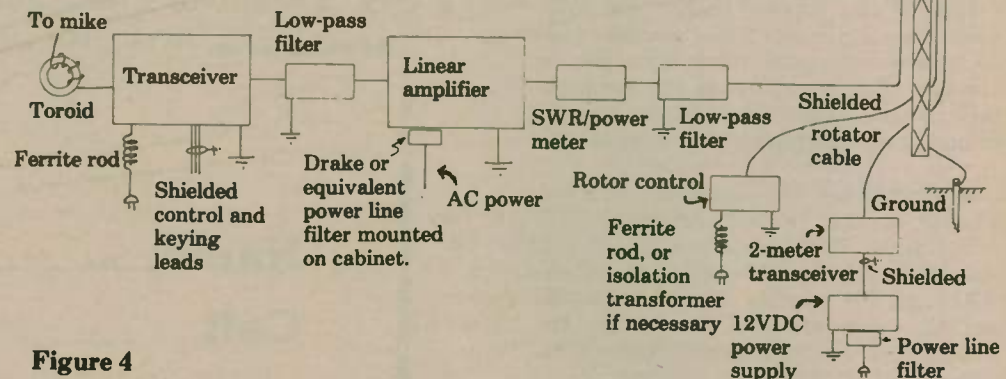 To mike
Toroid
Transceiver
Ferrite rod
Shielded
control and
keying
leads
Low-pass
filter
Linear
amplifier
Drake or
equivalent
power line
filter mounted
on cabinet.
AC power
SWR/power
meter
Low-pass
filter
Shielded
rotator
cable
Rotor control
Ferrite
rod, or
isolation
transformer
if necessary
Ground
2-meter
transceiver
Shielded
12VDC
power
supply
Power line
filter
Figure 4